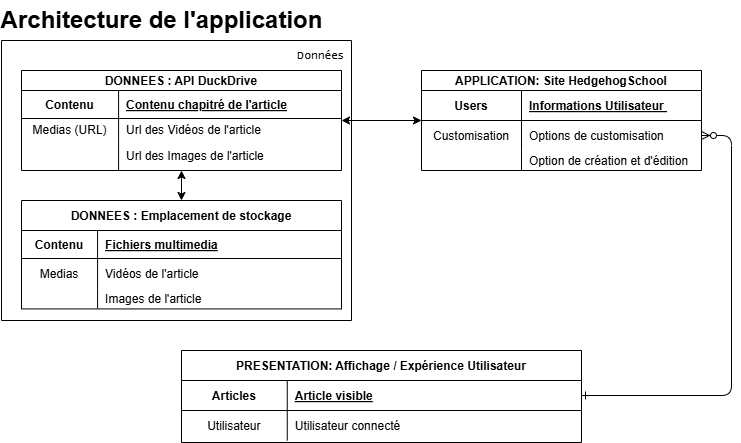 Architecture de l'application
Données
DONNEES : API DuckDrive
Contenu Contenu chapitré de l'article
Medias (URL) Url des Vidéos de l'article
Url des Images de l'article
APPLICATION: Site HedgehogSchool
Users Informations Utilisateur
Customisation Options de customisation
Option de création et d'édition
DONNEES : Emplacement de stockage
Contenu Fichiers multimedia
Medias Vidéos de l'article
Images de l'article
PRESENTATION: Affichage / Expérience Utilisateur
Articles Article visible
Utilisateur Utilisateur connecté